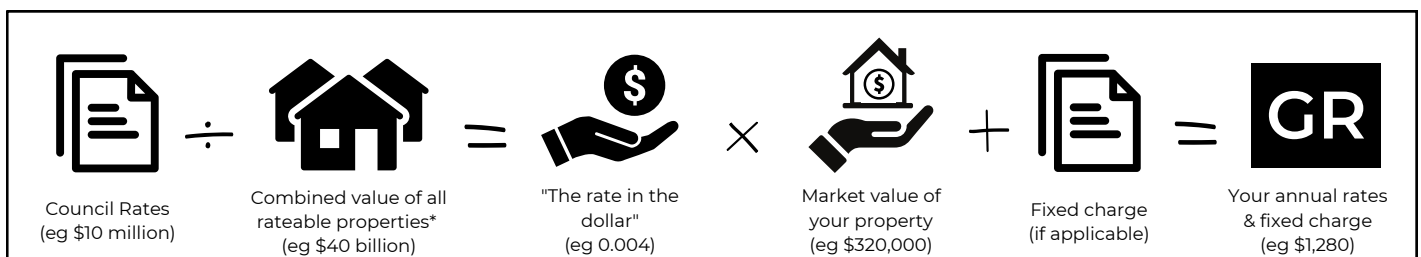 Council Rates
(eg $10 million)
÷
Combined value of all
rateable properties*
(eg $40 billion)
=
$
"The rate in the
dollar"
(eg 0.004)
×
$
Market value of
your property
(eg $320,000)
+
Fixed charge
(if applicable)
=
GR
Your annual rates
& fixed charge
(eg $1,280)